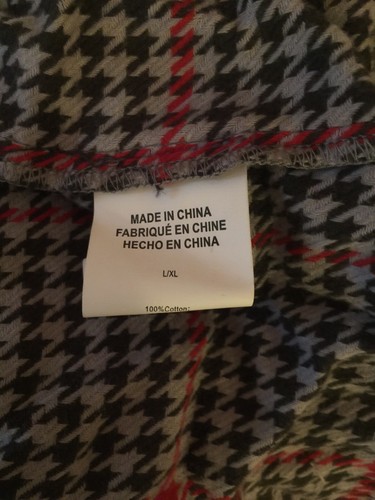 MADE IN CHINA
FABRIQUÉ EN CHINE
HECHO EN CHINA
L/XL
100%Cotton;